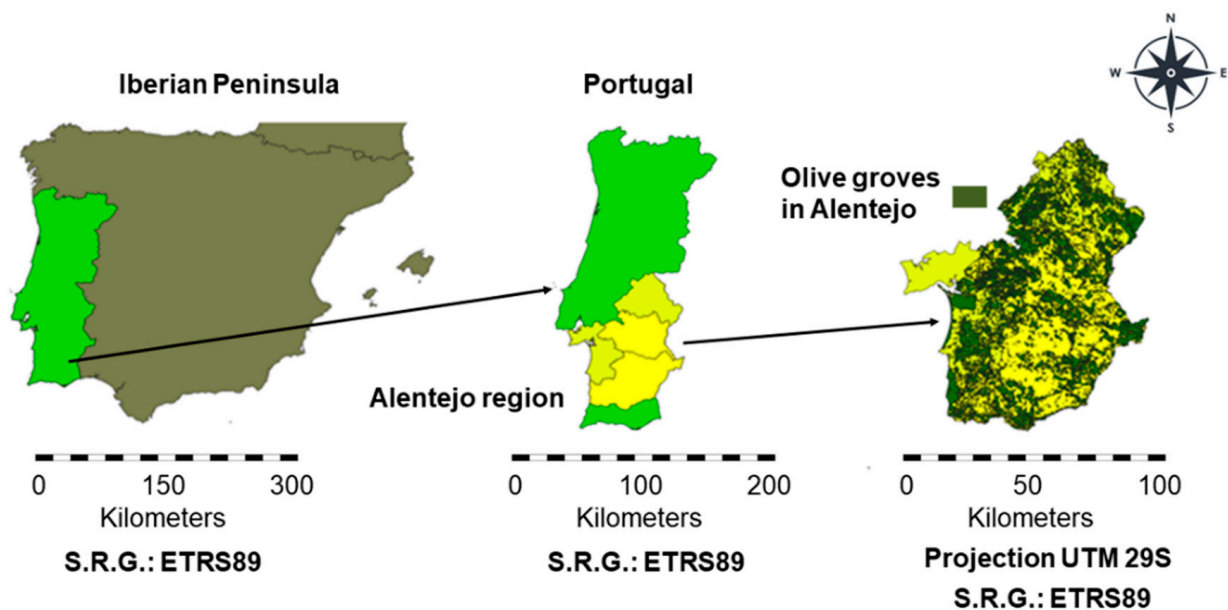 N
W
E
S
Iberian Peninsula
Portugal
Olive groves
in Alentejo
Alentejo region
0 150 300
Kilometers
S.R.G.: ETRS89
0 100 200
Kilometers
S.R.G.: ETRS89
0 50 100
Kilometers
Projection UTM 29S
S.R.G.: ETRS89